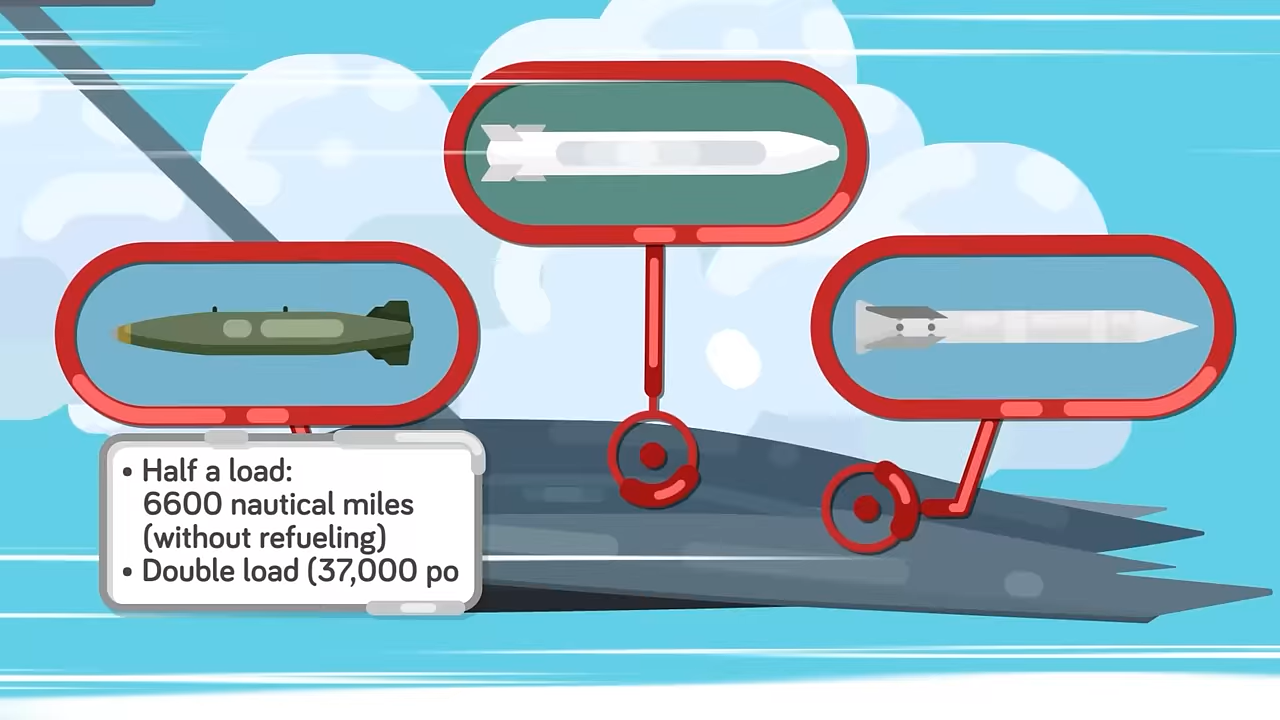 • Half a load:
6600 nautical miles
(without refueling)
• Double load (37,000 po